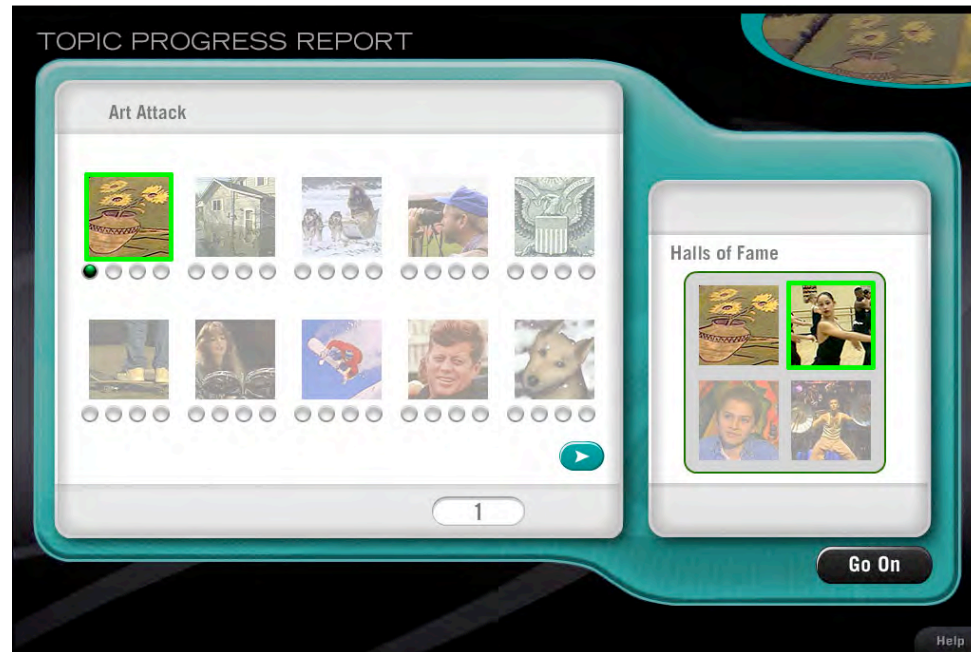 TOPIC PROGRESS REPORT
Art Attack
Halls of Fame
1
Go On
Help